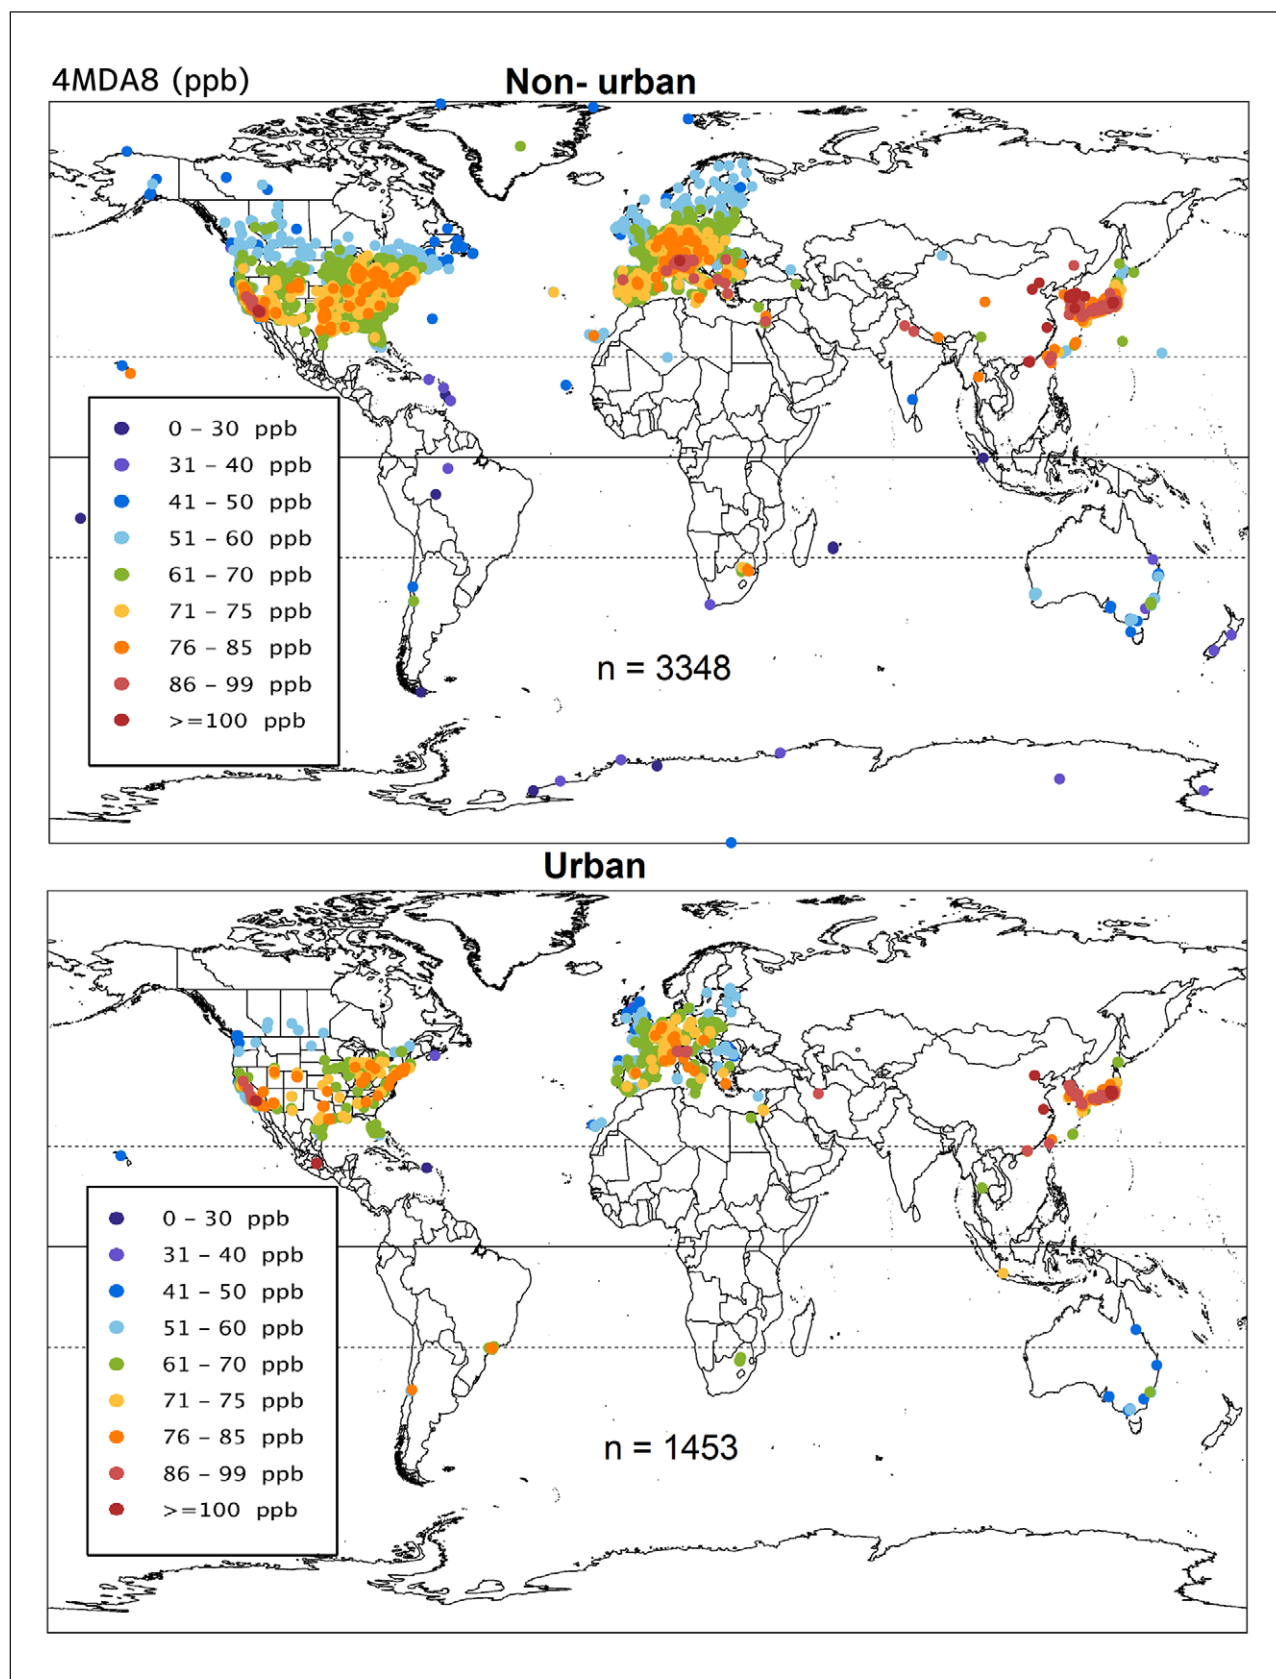 4MDA8 (ppb)
Non- urban
0 – 30 ppb
31 – 40 ppb
41 – 50 ppb
51 – 60 ppb
61 – 70 ppb
71 – 75 ppb
76 – 85 ppb
86 – 99 ppb
>=100 ppb
n = 3348
Urban
0 – 30 ppb
31 – 40 ppb
41 – 50 ppb
51 – 60 ppb
61 – 70 ppb
71 – 75 ppb
76 – 85 ppb
86 – 99 ppb
>=100 ppb
n = 1453